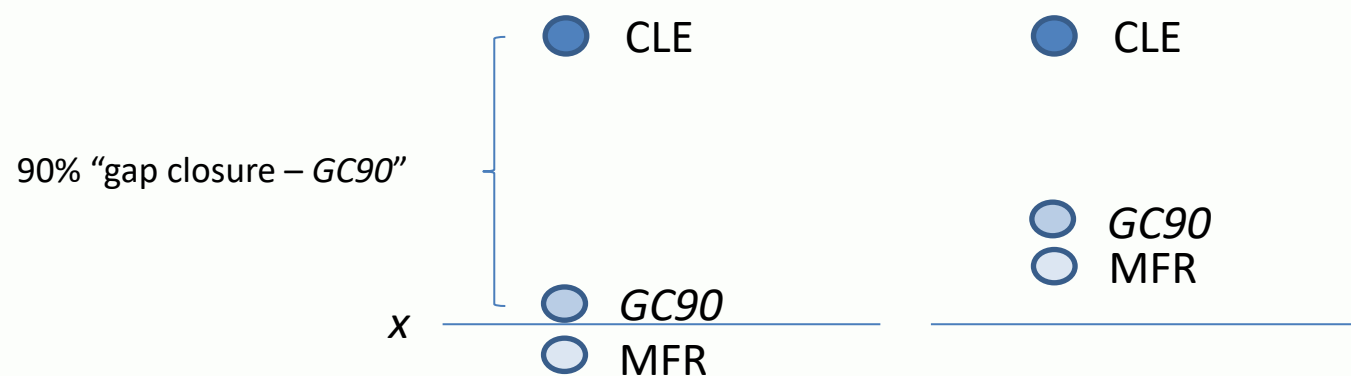 CLE
CLE
90% “gap closure – GC90”
GC90
MFR
GC90
MFR
x